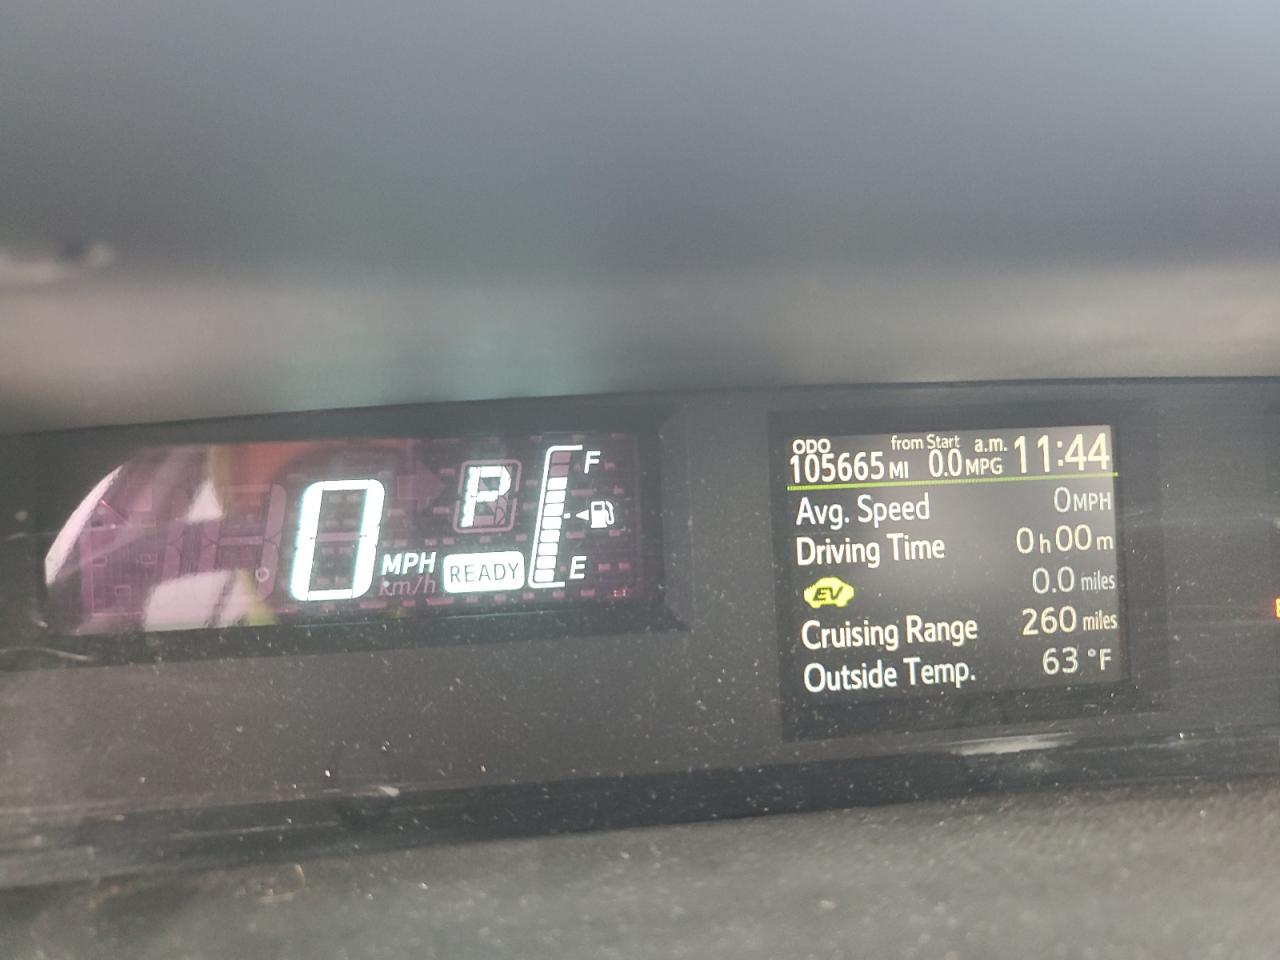 0 MPH
km/h
P
READY
F
E
ODO from Start a.m. 11:44
105665 MI 0.0 MPG
Avg. Speed 0 MPH
Driving Time 0 h 00 m
EV 0.0 miles
Cruising Range 260 miles
Outside Temp. 63 °F